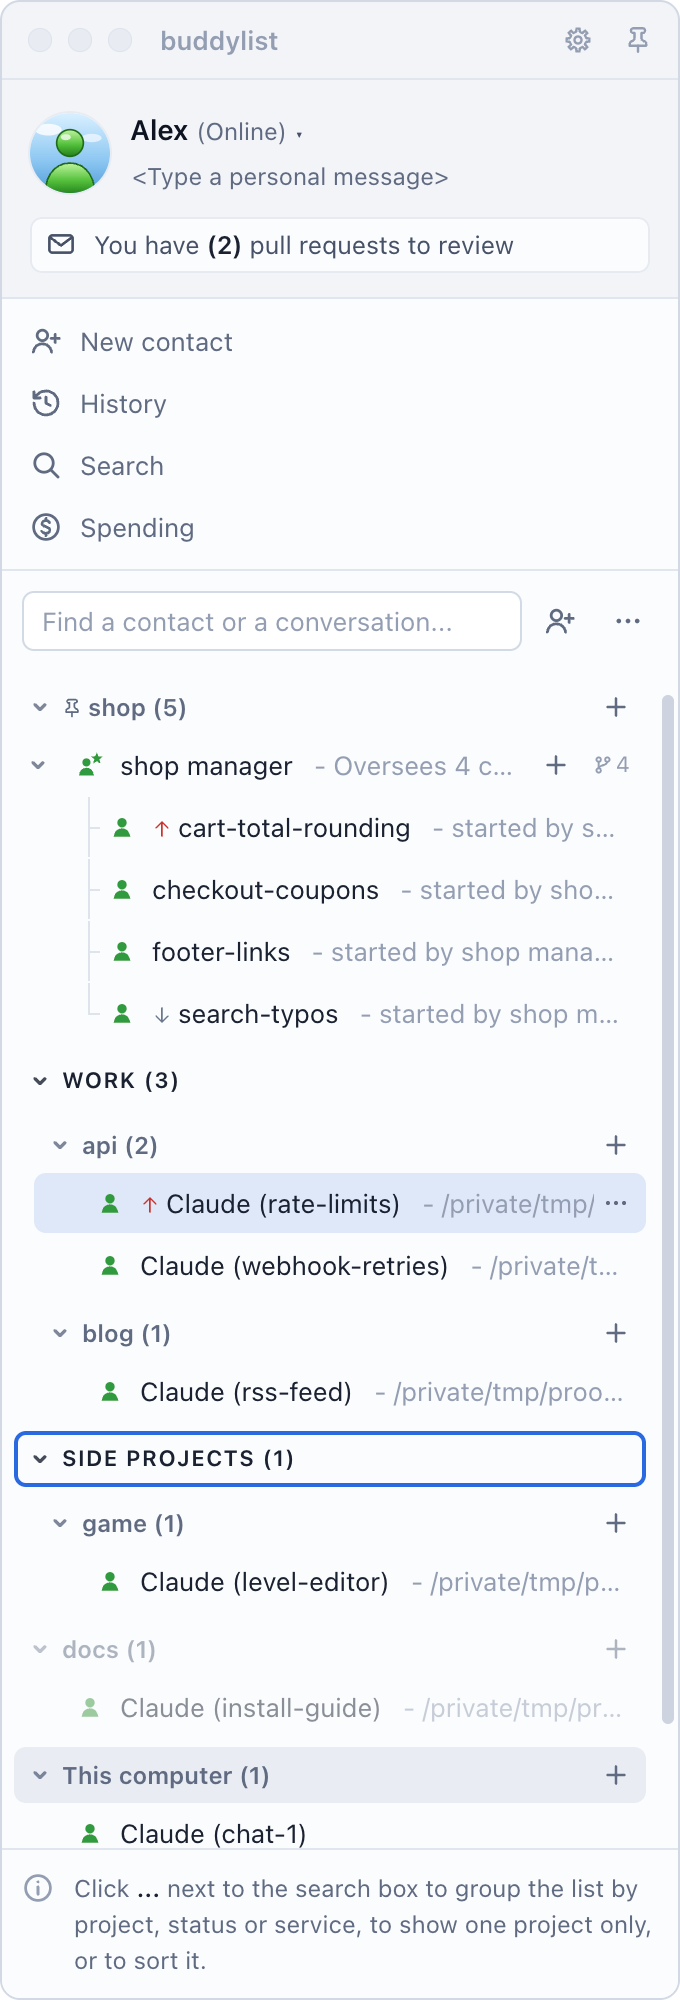 buddylist
Alex (Online)
<Type a personal message>
You have (2) pull requests to review
New contact
History
Search
Spending
Find a contact or a conversation...
shop (5)
shop manager - Oversees 4 c... 4
↑ cart-total-rounding - started by s...
checkout-coupons - started by sho...
footer-links - started by shop mana...
↓ search-typos - started by shop m...
WORK (3)
api (2)
↑ Claude (rate-limits) - /private/tmp/ ...
Claude (webhook-retries) - /private/t...
blog (1)
Claude (rss-feed) - /private/tmp/proo...
SIDE PROJECTS (1)
game (1)
Claude (level-editor) - /private/tmp/p...
docs (1)
Claude (install-guide) - /private/tmp/pr...
This computer (1)
Claude (chat-1)
Click ... next to the search box to group the list by
project, status or service, to show one project only,
or to sort it.